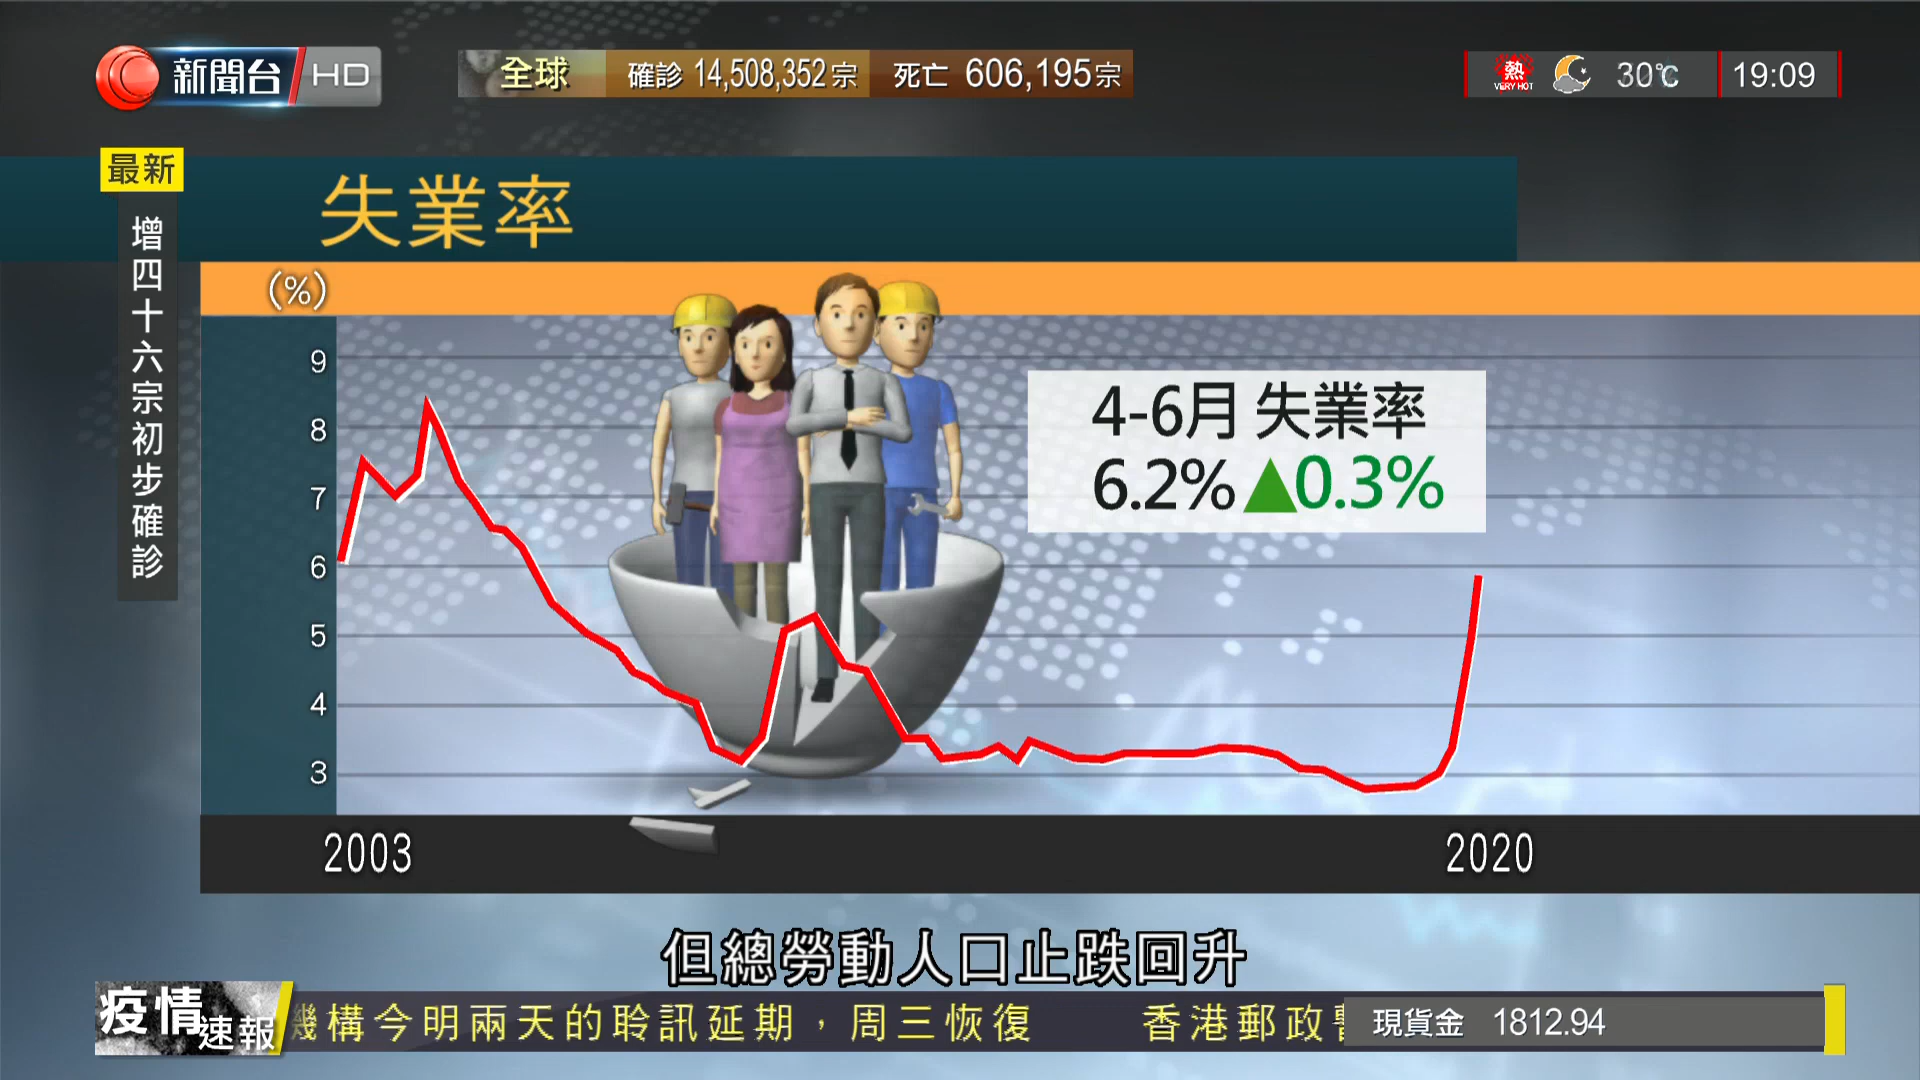 新聞台 HD
全球 確診 14,508,352宗 死亡 606,195宗
熱 30℃ 19:09
VERY HOT
最新
增四十六宗初步確診
失業率
(%)
9
8
7
6
5
4
3
4-6月 失業率
6.2%▲0.3%
2003 2020
但總勞動人口止跌回升
疫情速報
機構今明兩天的聆訊延期，周三恢復 香港郵政
現貨金 1812.94